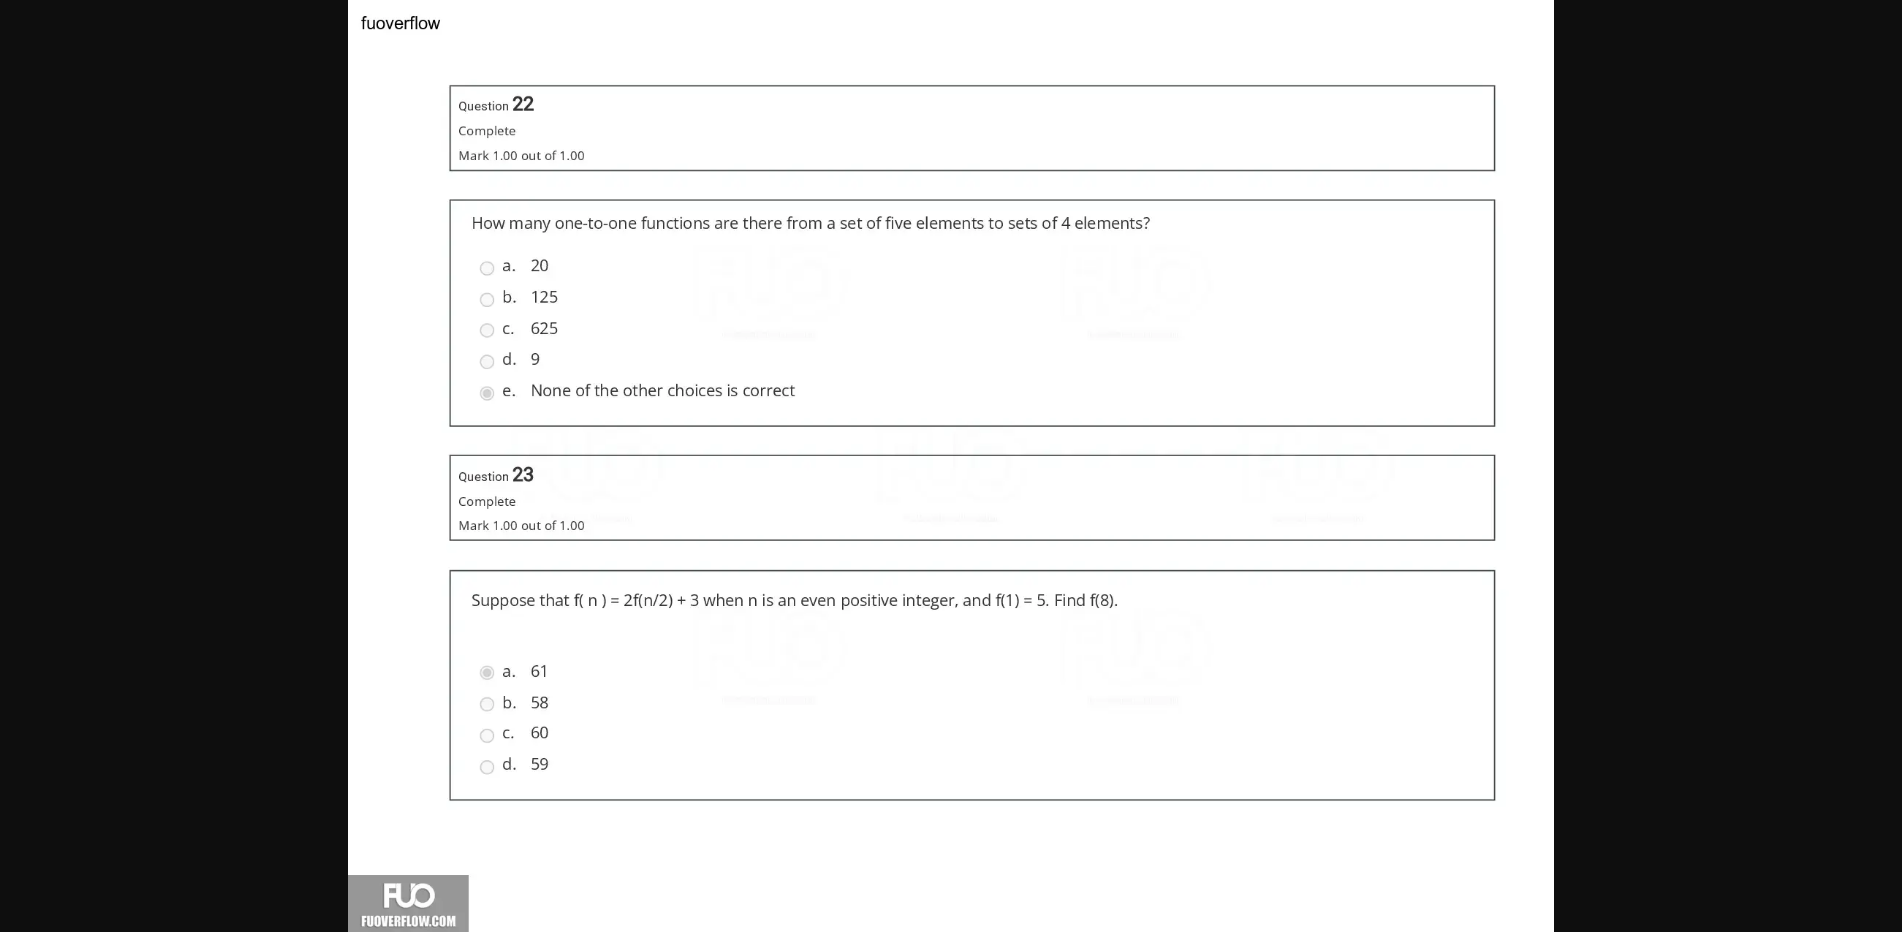 fuoverflow
Question 22
Complete
Mark 1.00 out of 1.00
How many one-to-one functions are there from a set of five elements to sets of 4 elements?
a. 20
b. 125
c. 625
d. 9
e. None of the other choices is correct
Question 23
Complete
Mark 1.00 out of 1.00
Suppose that f( n ) = 2f(n/2) + 3 when n is an even positive integer, and f(1) = 5. Find f(8).
a. 61
b. 58
c. 60
d. 59
FUO
FUOVERFLOW.COM